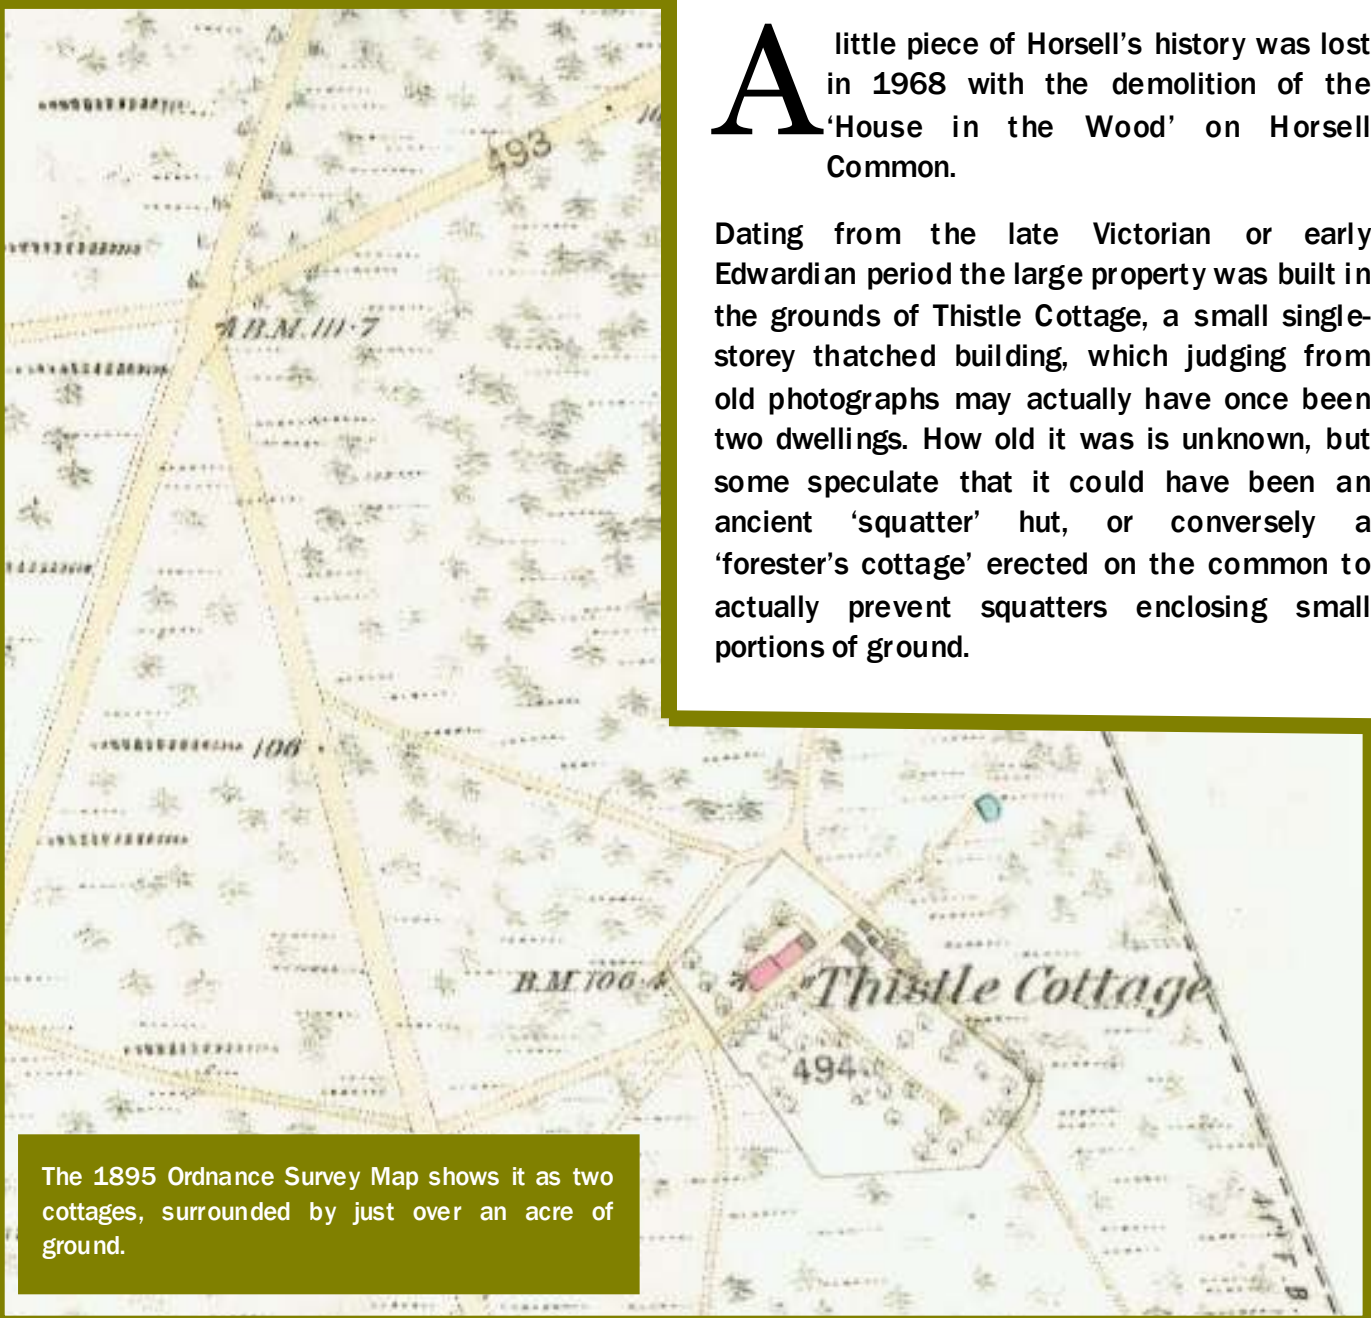 A little piece of Horsell’s history was lost
in 1968 with the demolition of the
‘House in the Wood’ on Horsell
Common.
Dating from the late Victorian or early
Edwardian period the large property was built in
the grounds of Thistle Cottage, a small single-
storey thatched building, which judging from
old photographs may actually have once been
two dwellings. How old it was is unknown, but
some speculate that it could have been an
ancient ‘squatter’ hut, or conversely a
‘forester’s cottage’ erected on the common to
actually prevent squatters enclosing small
portions of ground.
493
B.M. 111·7
106
B.M. 106·4
Thistle Cottage
494
The 1895 Ordnance Survey Map shows it as two
cottages, surrounded by just over an acre of
ground.